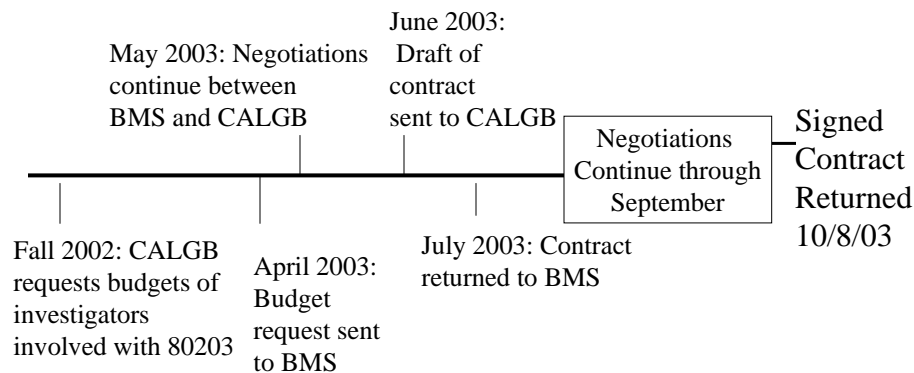 June 2003:
Draft of
contract
sent to CALGB
May 2003: Negotiations
continue between
BMS and CALGB
Negotiations
Continue through
September
Signed
Contract
Returned
10/8/03
Fall 2002: CALGB
requests budgets of
investigators
involved with 80203
April 2003:
Budget
request sent
to BMS
July 2003: Contract
returned to BMS